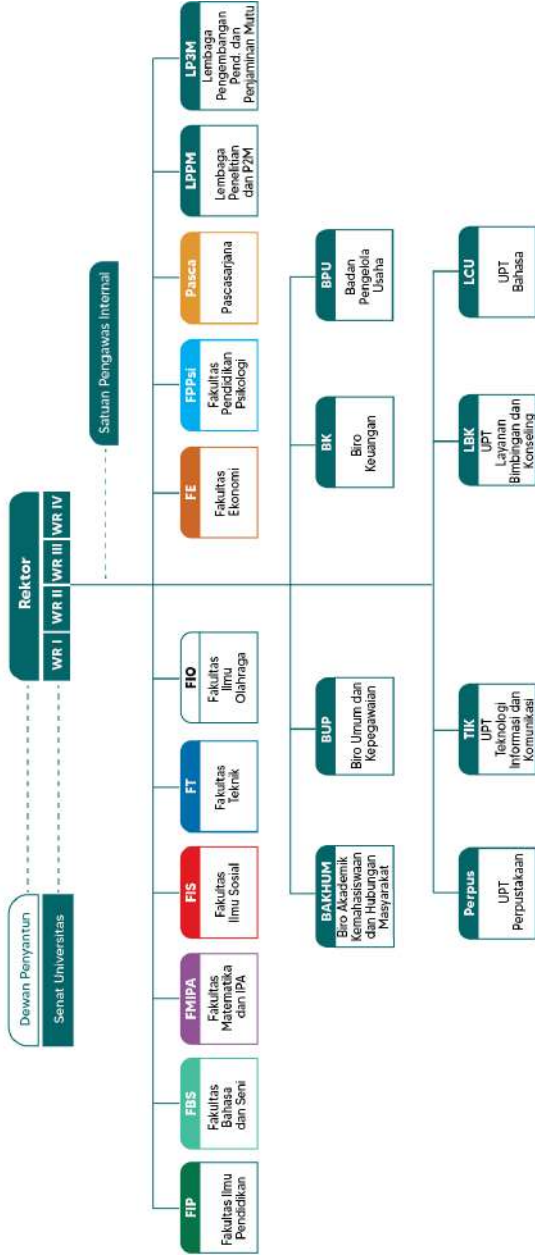 Rektor
WR I
WR II
WR III
WR IV
Dewan Penyantun
Senat Universitas
Satuan Pengawas Internal
FIP
Fakultas Ilmu
Pendidikan
FBS
Fakultas
Bahasa
dan Seni
FMIPA
Fakultas
Matematika
dan IPA
FIS
Fakultas
Ilmu Sosial
FT
Fakultas
Teknik
FIO
Fakultas
Ilmu
Olahraga
FE
Fakultas
Ekonomi
FPPsi
Fakultas
Pendidikan
Psikologi
Pasca
Pascasarjana
LPPM
Lembaga
Penelitian
dan P2M
LP3M
Lembaga
Pengembangan
Pend. dan
Penjaminan Mutu
BAKHUM
Biro Akademik
Kemahasiswaan
dan Hubungan
Masyarakat
BUP
Biro Umum dan
Kepegawaian
BK
Biro
Keuangan
BPU
Badan
Pengelola
Usaha
Perpus
UPT
Perpustakaan
TIK
UPT
Teknologi
Informasi dan
Komunikasi
LBK
UPT
Layanan
Bimbingan dan
Konseling
LCU
UPT
Bahasa